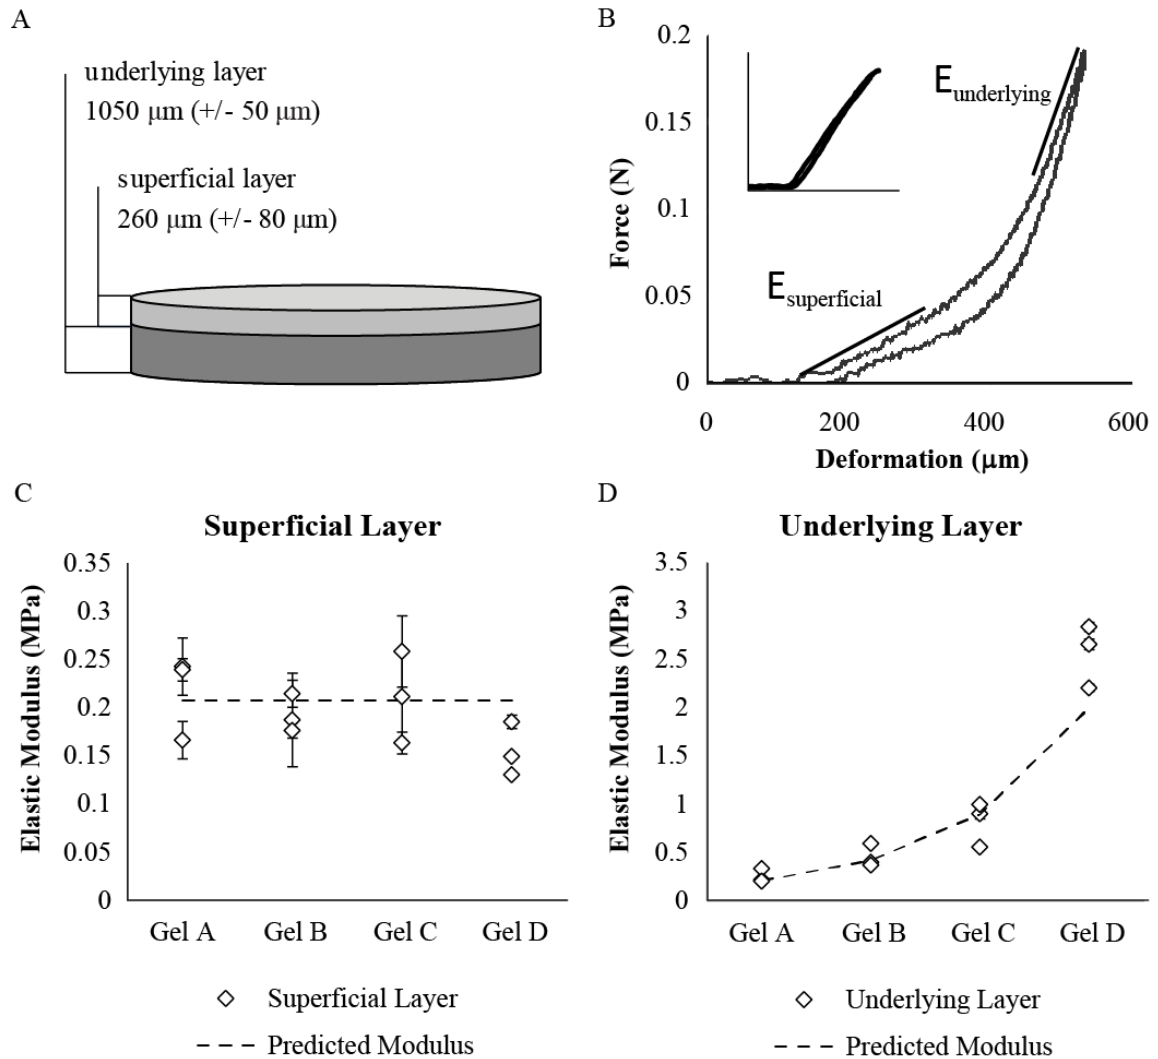 A
underlying layer
1050 μm (+/- 50 μm)
superficial layer
260 μm (+/- 80 μm)
B
0.2
0.15
0.1
0.05
0
Force (N)
E underlying
E superficial
0 200 400 600
Deformation (μm)
C
Superficial Layer
0.35
0.3
0.25
0.2
0.15
0.1
0.05
0
Elastic Modulus (MPa)
Gel A Gel B Gel C Gel D
Superficial Layer
Predicted Modulus
D
Underlying Layer
3.5
3
2.5
2
1.5
1
0.5
0
Elastic Modulus (MPa)
Gel A Gel B Gel C Gel D
Underlying Layer
Predicted Modulus